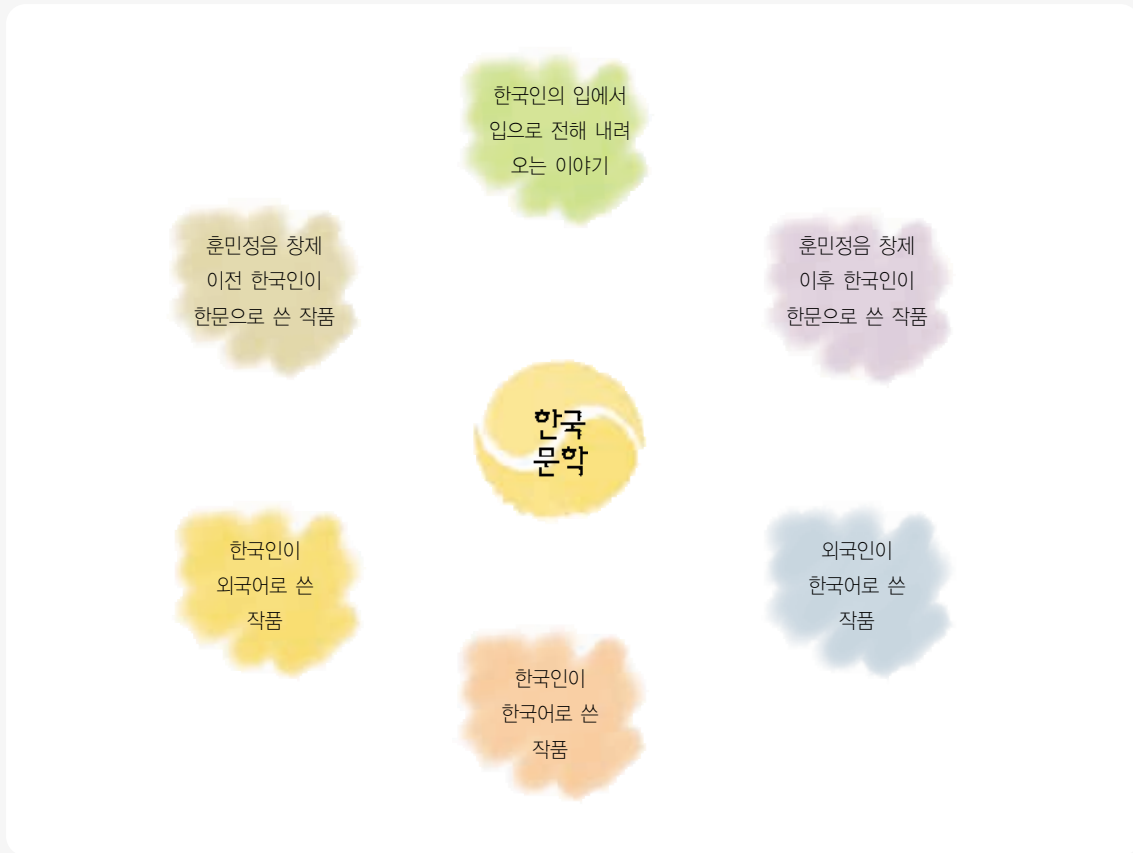 한국인의 입에서
입으로 전해 내려
오는 이야기
훈민정음 창제
이전 한국인이
한문으로 쓴 작품
훈민정음 창제
이후 한국인이
한문으로 쓴 작품
한국
문학
한국인이
외국어로 쓴
작품
외국인이
한국어로 쓴
작품
한국인이
한국어로 쓴
작품